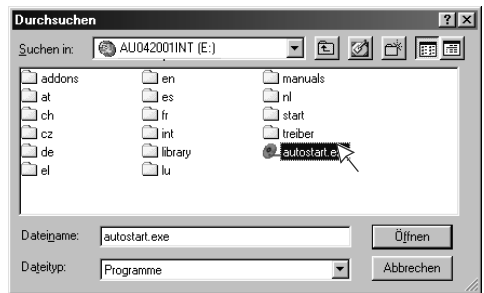 Durchsuchen
Suchen in: AU042001INT (E:)
addons en manuals
at es nl
ch fr start
cz int treiber
de library autostart.e
el lu
Dateiname: autostart.exe Öffnen
Dateityp: Programme Abbrechen